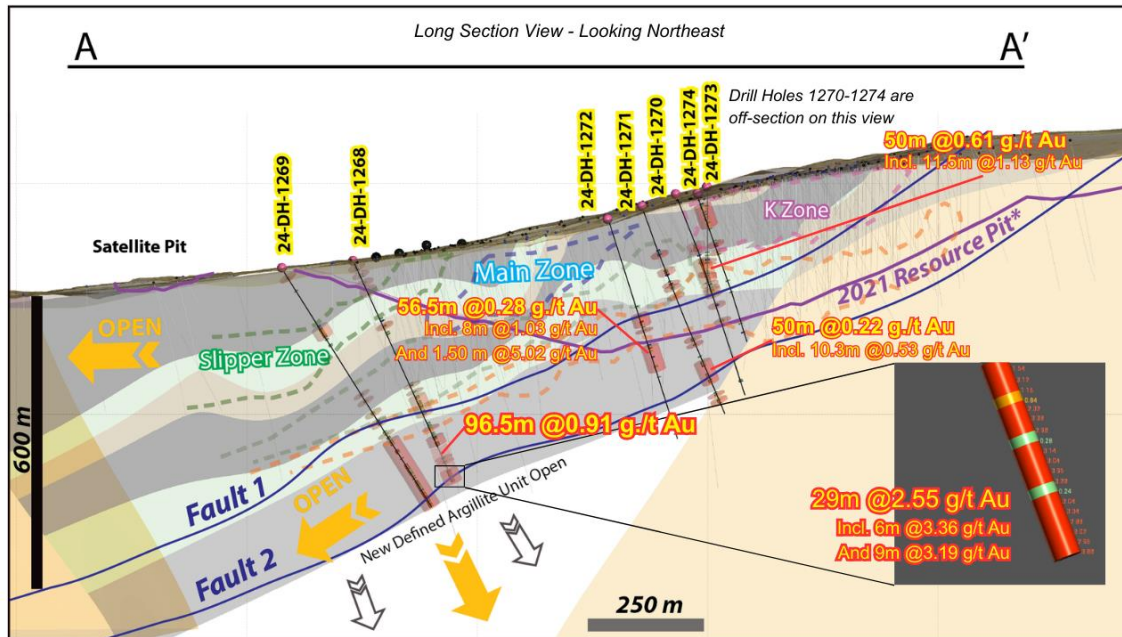 Long Section View - Looking Northeast
A
A'
24-DH-1269
24-DH-1268
24-DH-1272
24-DH-1271
24-DH-1270
24-DH-1274
24-DH-1273
Drill Holes 1270-1274 are
off-section on this view
50m @0.61 g./t Au
Incl. 11.5m @1.13 g/t Au
Satellite Pit
K Zone
Main Zone
2021 Resource Pit*
OPEN
Slipper Zone
56.5m @0.28 g./t Au
Incl. 8m @1.03 g/t Au
And 1.50 m @5.02 g/t Au
50m @0.22 g./t Au
Incl. 10.3m @0.53 g/t Au
600 m
96.5m @0.91 g./t Au
Fault 1
OPEN
New Defined Argillite Unit Open
Fault 2
29m @2.55 g/t Au
Incl. 6m @3.36 g/t Au
And 9m @3.19 g/t Au
0.94
0.28
0.24
250 m